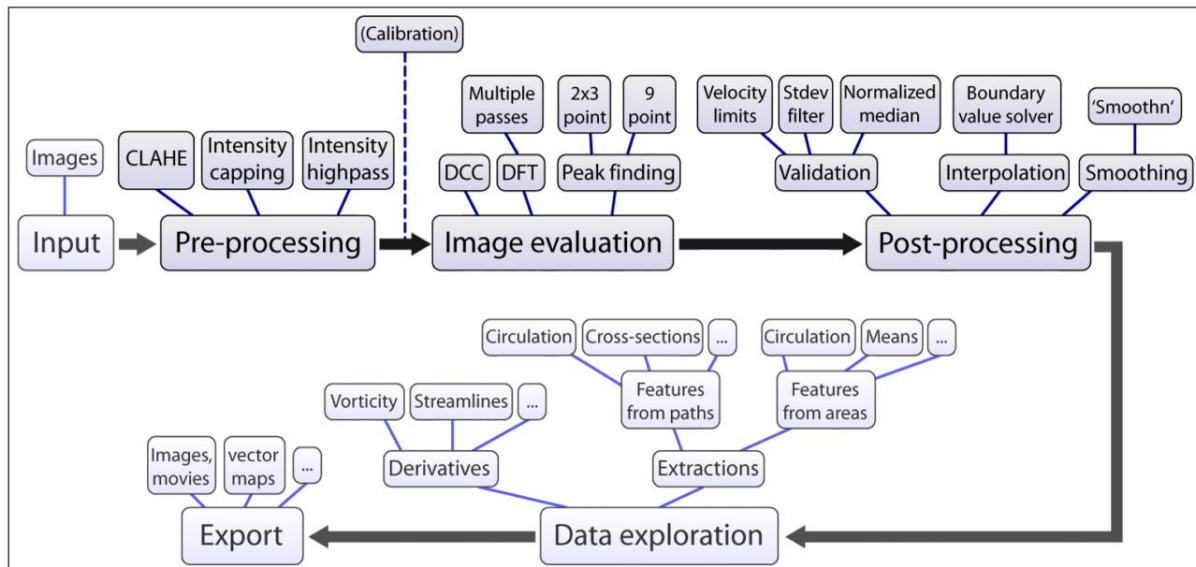 (Calibration)
Images
CLAHE
Intensity
capping
Intensity
highpass
Multiple
passes
2x3
point
9
point
DCC
DFT
Peak finding
Velocity
limits
Stdev
filter
Normalized
median
Boundary
value solver
‘Smoothn‘
Validation
Interpolation
Smoothing
Input
Pre-processing
Image evaluation
Post-processing
Circulation
Cross-sections
...
Circulation
Means
...
Features
from paths
Features
from areas
Vorticity
Streamlines
...
Derivatives
Extractions
Images,
movies
vector
maps
...
Export
Data exploration